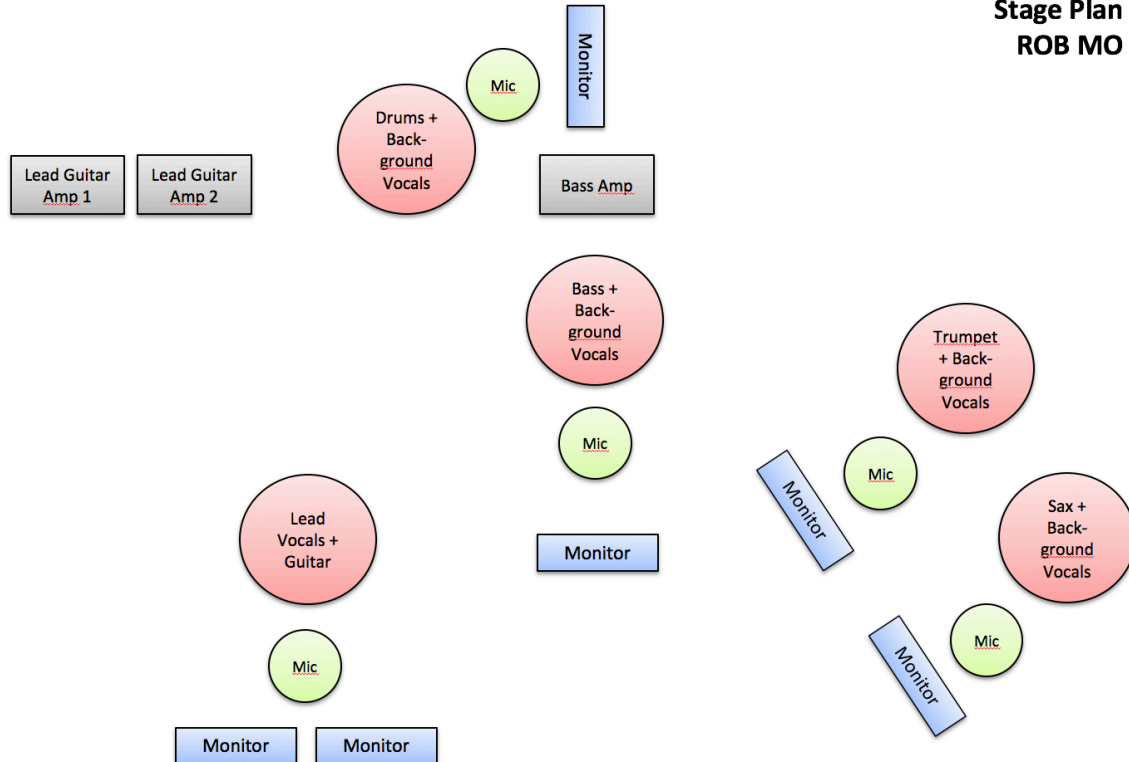 Stage Plan
ROB MO
Monitor
Mic
Drums +
Back-
ground
Vocals
Lead Guitar
Amp 1
Lead Guitar
Amp 2
Bass Amp
Bass +
Back-
ground
Vocals
Trumpet
+ Back-
ground
Vocals
Mic
Mic
Monitor
Lead
Vocals +
Guitar
Sax +
Back-
ground
Vocals
Monitor
Mic
Mic
Monitor
Monitor
Monitor